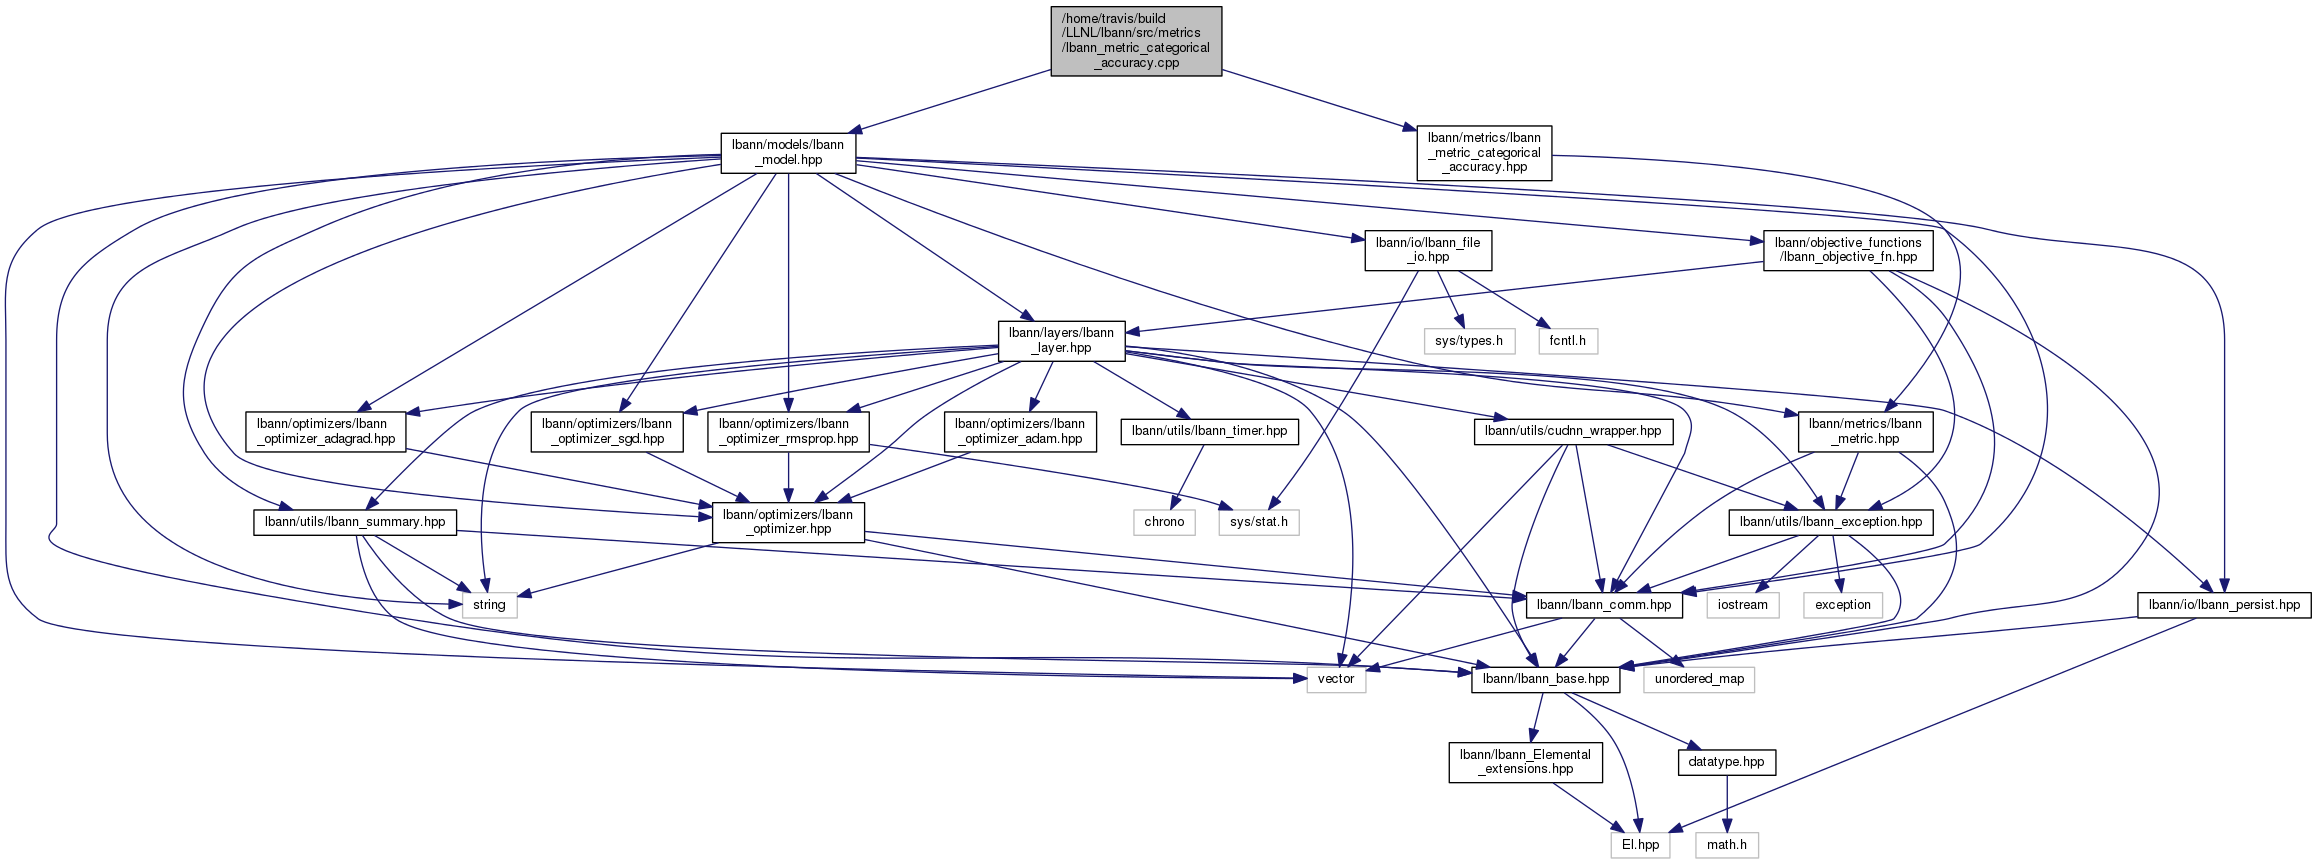 /home/travis/build
/LLNL/lbann/src/metrics
/lbann_metric_categorical
_accuracy.cpp
lbann/models/lbann
_model.hpp
lbann/metrics/lbann
_metric_categorical
_accuracy.hpp
lbann/io/lbann_file
_io.hpp
lbann/objective_functions
/lbann_objective_fn.hpp
lbann/layers/lbann
_layer.hpp
sys/types.h
fcntl.h
lbann/optimizers/lbann
_optimizer_adagrad.hpp
lbann/optimizers/lbann
_optimizer_sgd.hpp
lbann/optimizers/lbann
_optimizer_rmsprop.hpp
lbann/optimizers/lbann
_optimizer_adam.hpp
lbann/utils/lbann_timer.hpp
lbann/utils/cudnn_wrapper.hpp
lbann/metrics/lbann
_metric.hpp
lbann/utils/lbann_summary.hpp
lbann/optimizers/lbann
_optimizer.hpp
chrono
sys/stat.h
lbann/utils/lbann_exception.hpp
string
lbann/lbann_comm.hpp
iostream
exception
lbann/io/lbann_persist.hpp
vector
lbann/lbann_base.hpp
unordered_map
lbann/lbann_Elemental
_extensions.hpp
datatype.hpp
El.hpp
math.h